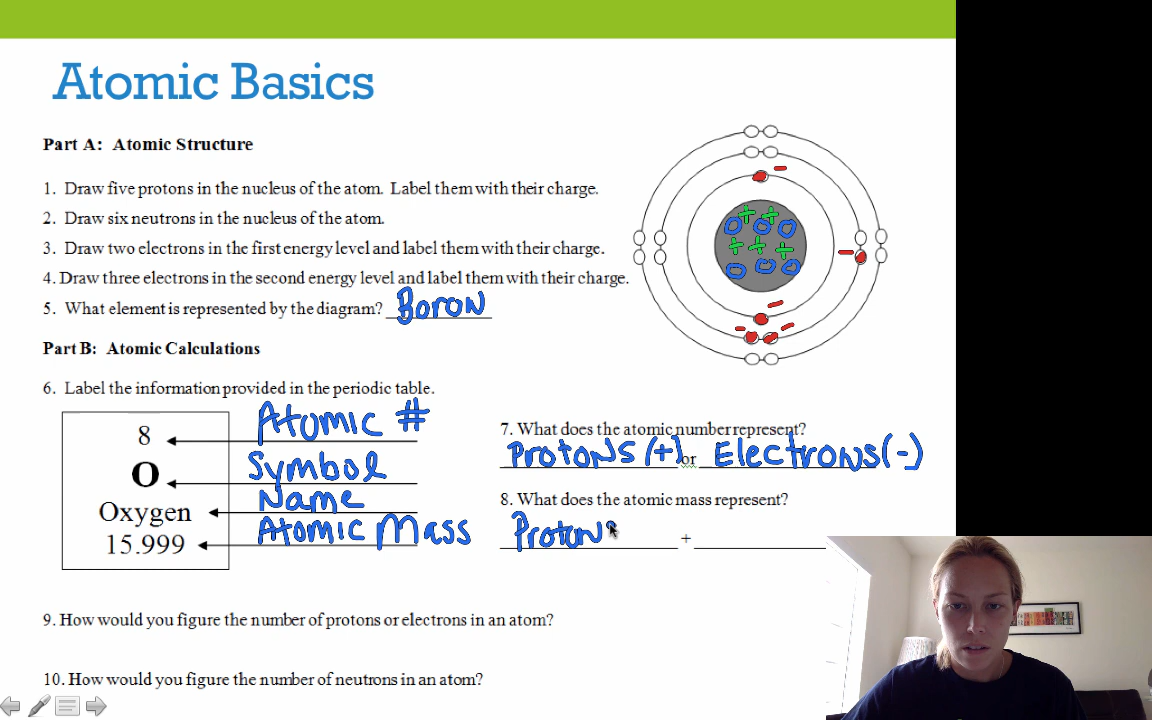 Atomic Basics
Part A: Atomic Structure
1. Draw five protons in the nucleus of the atom. Label them with their charge.
2. Draw six neutrons in the nucleus of the atom.
3. Draw two electrons in the first energy level and label them with their charge.
4. Draw three electrons in the second energy level and label them with their charge.
5. What element is represented by the diagram? Boron
Part B: Atomic Calculations
6. Label the information provided in the periodic table.
8 Atomic #
O Symbol
Oxygen Name
15.999 Atomic Mass
7. What does the atomic number represent?
Protons (+) or Electrons (-)
8. What does the atomic mass represent?
Protons +
9. How would you figure the number of protons or electrons in an atom?
10. How would you figure the number of neutrons in an atom?